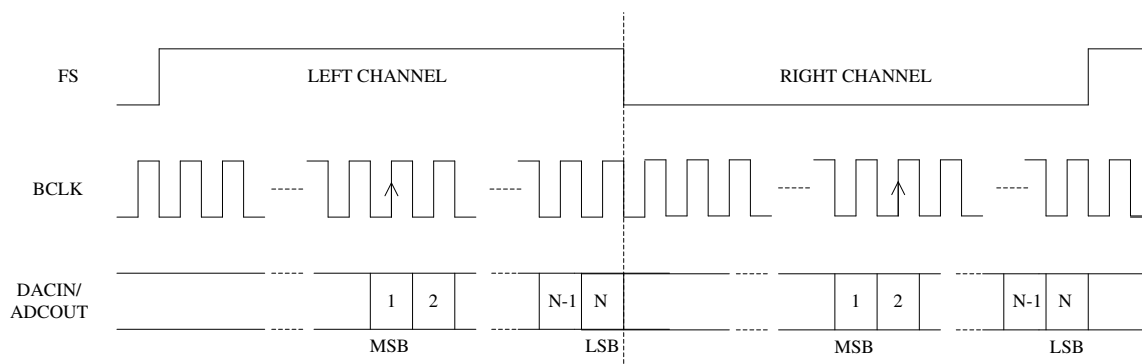 FS
LEFT CHANNEL
RIGHT CHANNEL
BCLK
DACIN/
ADCOUT
1 2 N-1 N 1 2 N-1 N
MSB LSB MSB LSB